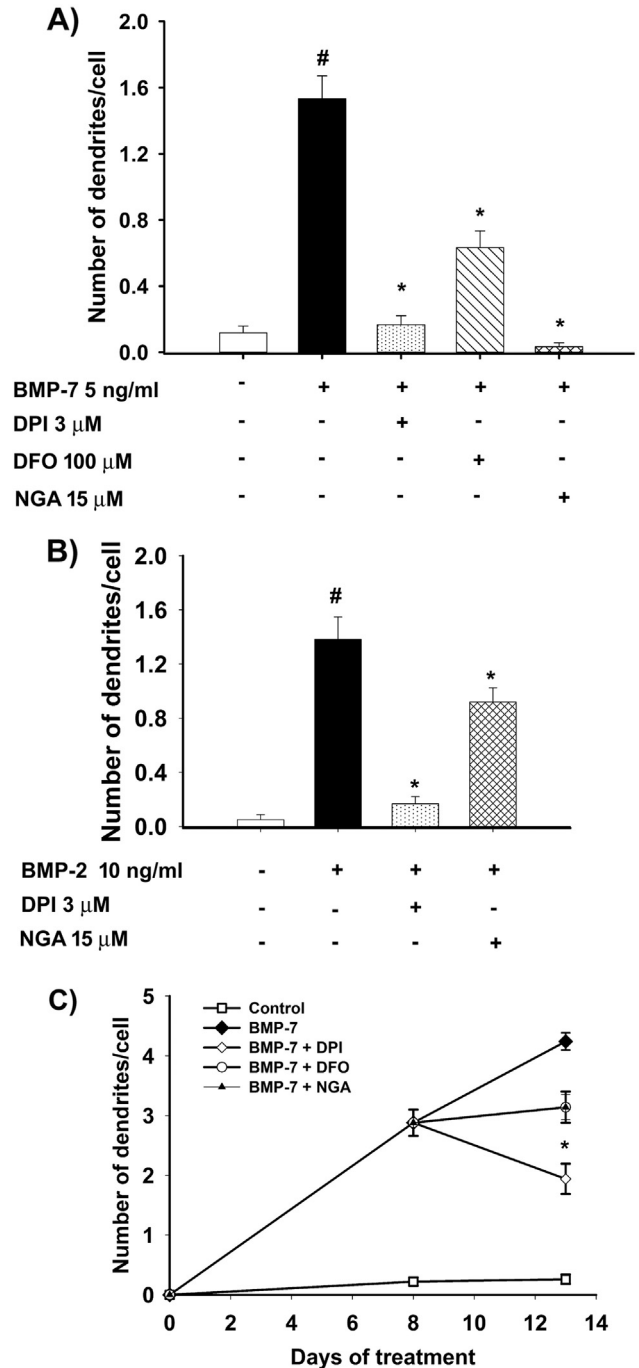 A)
Number of dendrites/cell
2.0
1.6
1.2
0.8
0.4
0.0
#
*
*
*
BMP-7 5 ng/ml - + + + +
DPI 3 μM - - + - -
DFO 100 μM - - - + -
NGA 15 μM - - - - +
B)
Number of dendrites/cell
2.0
1.6
1.2
0.8
0.4
0.0
#
*
*
BMP-2 10 ng/ml - + + +
DPI 3 μM - - + -
NGA 15 μM - - - +
C)
Number of dendrites/cell
5
4
3
2
1
0
Control
BMP-7
BMP-7 + DPI
BMP-7 + DFO
BMP-7 + NGA
*
0 2 4 6 8 10 12 14
Days of treatment